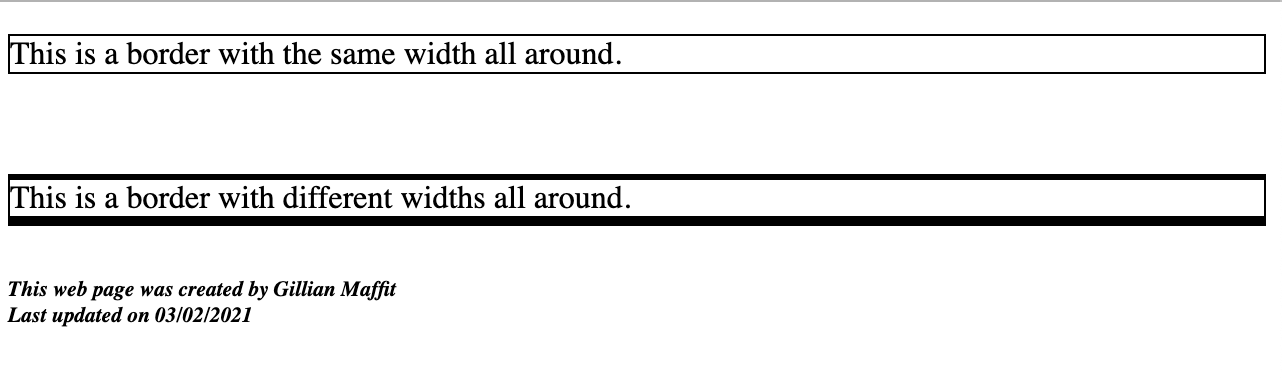 This is a border with the same width all around.
This is a border with different widths all around.
This web page was created by Gillian Maffit
Last updated on 03/02/2021